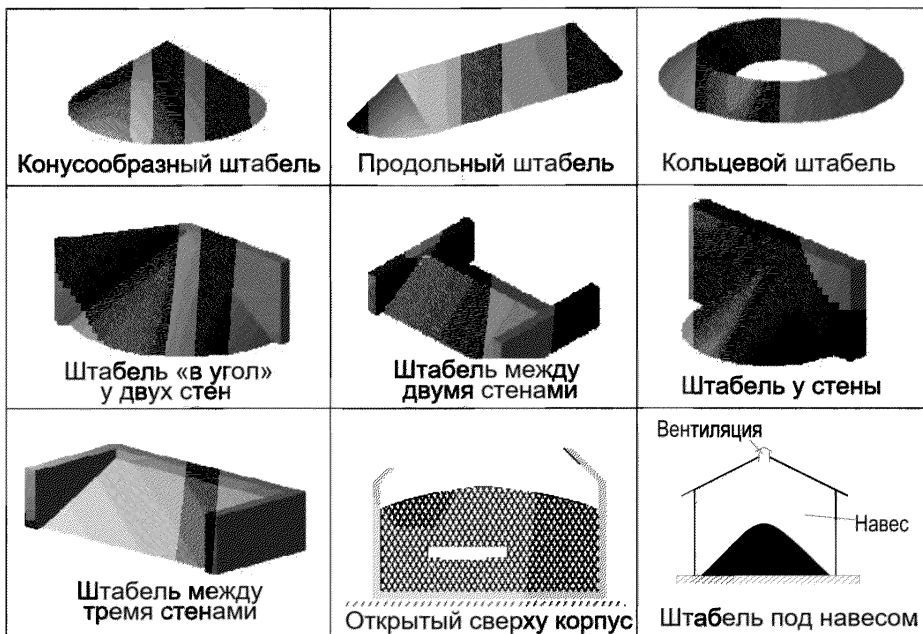 Конусообразный штабель
Продольный штабель
Кольцевой штабель
Штабель «в угол»
у двух стен
Штабель между
двумя стенами
Штабель у стены
Штабель между
тремя стенами
Открытый сверху корпус
Вентиляция
Навес
Штабель под навесом